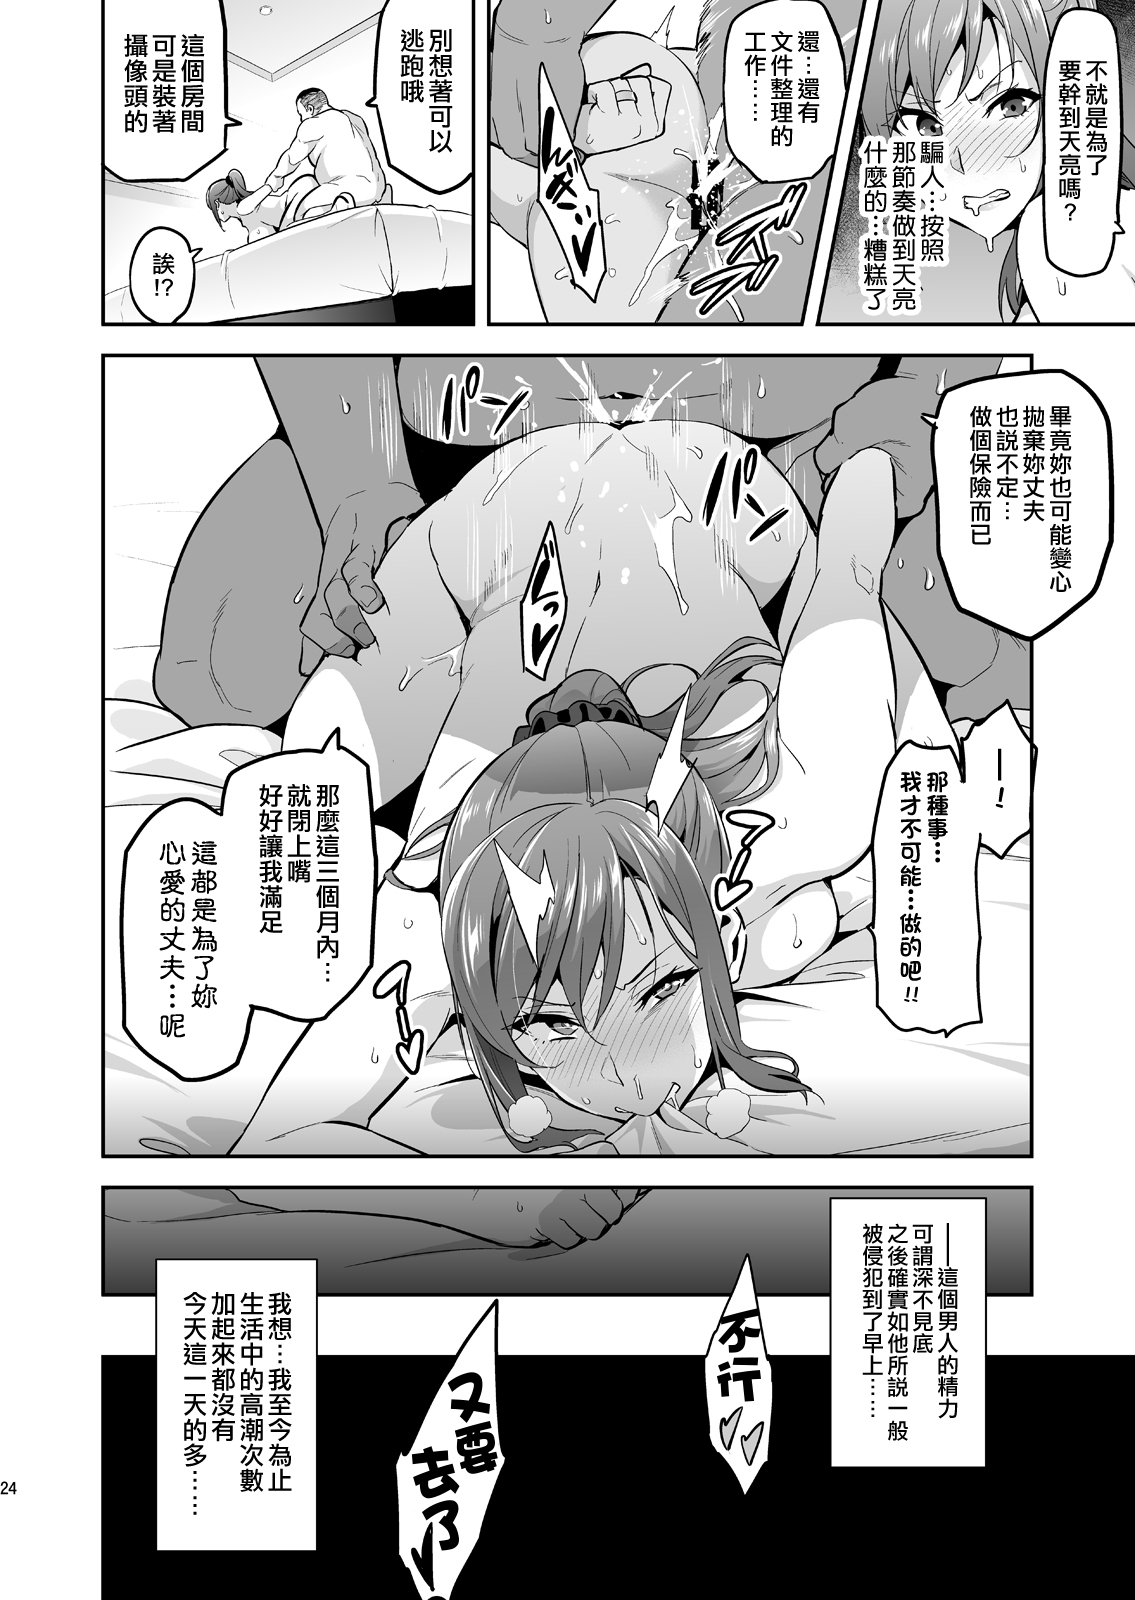 不就是為了
要幹到天亮嗎？
騙人…按照
那節奏做到天亮
什麼的…糟糕了
還…還有
文件整理的
工作……
別想著可以
逃跑哦
這個房間
可是裝著
攝像頭的
誒!?
畢竟妳也可能變心
拋棄妳丈夫
也說不定…
做個保險而已
——！
那種事…
我才不可能…做的吧!!
那麼這三個月內…
就閉上嘴
好好讓我滿足
這都是為了妳
心愛的丈夫…呢
——這個男人的精力
可謂深不見底
之後確實如他所說一般
被侵犯到了早上……
不行♡♡
又要
去了♡
我想…我至今為止
生活中的高潮次數
加起來都沒有
今天這一天的多……
24